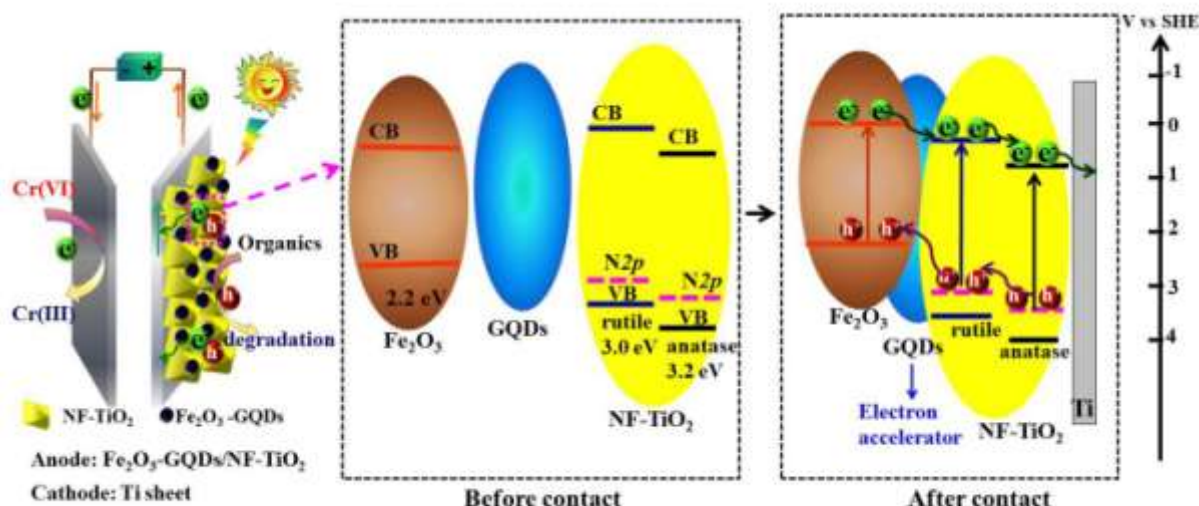 − +
e⁻ e⁻
Cr(VI)
e⁻
Cr(III)
e⁻
h⁺
Organics
h⁺
degradation
e⁻
h⁺
NF-TiO₂ Fe₂O₃-GQDs
Anode: Fe₂O₃-GQDs/NF-TiO₂
Cathode: Ti sheet
CB
VB
2.2 eV
Fe₂O₃
GQDs
CB
CB
N2p
VB
rutile
3.0 eV
N2p
VB
anatase
3.2 eV
NF-TiO₂
Before contact
V vs SHE
-1
0
1
2
3
4
e⁻ e⁻
e⁻ e⁻
e⁻ e⁻
h⁺ h⁺
h⁺ h⁺
h⁺ h⁺
Fe₂O₃
GQDs
rutile
anatase
Ti
Electron
accelerator
NF-TiO₂
After contact